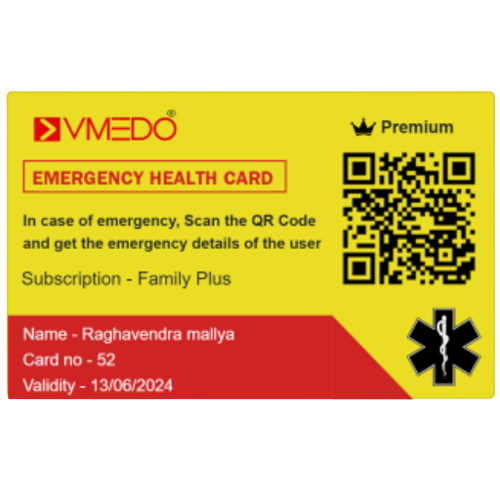 VMEDO®
Premium
EMERGENCY HEALTH CARD
In case of emergency, Scan the QR Code
and get the emergency details of the user
Subscription - Family Plus
Name - Raghavendra mallya
Card no - 52
Validity - 13/06/2024